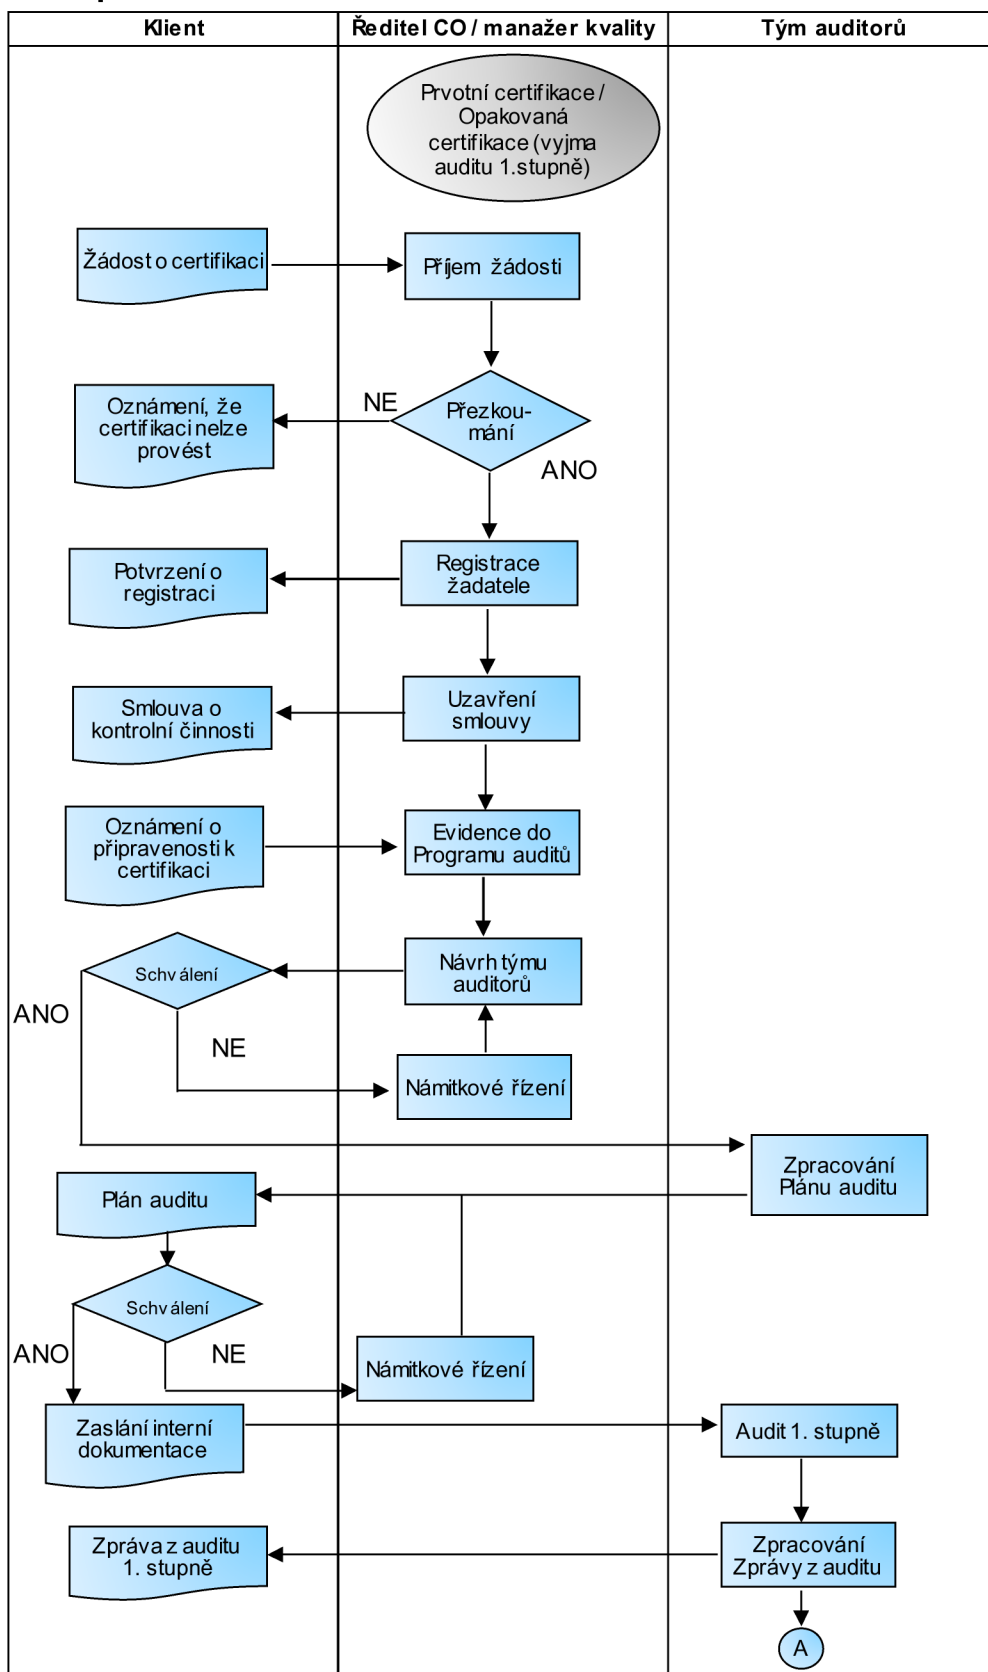 Klient
Ředitel CO / manažer kvality
Tým auditorů
Prvotní certifikace /
Opakovaná
certifikace (vyjma
auditu 1.stupně)
Žádost o certifikaci
Příjem žádosti
Oznámení, že
certifikaci nelze
provést
NE
Přezkou-
mání
ANO
Potvrzení o
registraci
Registrace
žadatele
Smlouva o
kontrolní činnosti
Uzavření
smlouvy
Oznámení o
připravenosti k
certifikaci
Evidence do
Programu auditů
Schválení
Návrh týmu
auditorů
ANO
NE
Námitkové řízení
Zpracování
Plánu auditu
Plán auditu
Schválení
ANO
NE
Námitkové řízení
Zaslání interní
dokumentace
Audit 1. stupně
Zpráva z auditu
1. stupně
Zpracování
Zprávy z auditu
A